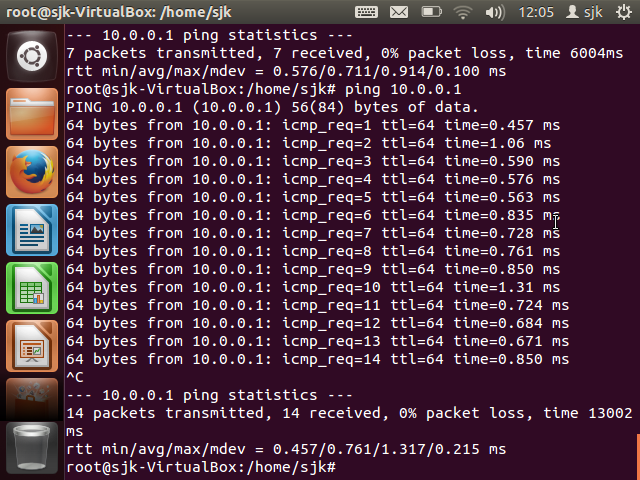 root@sjk-VirtualBox: /home/sjk 12:05 sjk
--- 10.0.0.1 ping statistics ---
7 packets transmitted, 7 received, 0% packet loss, time 6004ms
rtt min/avg/max/mdev = 0.576/0.711/0.914/0.100 ms
root@sjk-VirtualBox:/home/sjk# ping 10.0.0.1
PING 10.0.0.1 (10.0.0.1) 56(84) bytes of data.
64 bytes from 10.0.0.1: icmp_req=1 ttl=64 time=0.457 ms
64 bytes from 10.0.0.1: icmp_req=2 ttl=64 time=1.06 ms
64 bytes from 10.0.0.1: icmp_req=3 ttl=64 time=0.590 ms
64 bytes from 10.0.0.1: icmp_req=4 ttl=64 time=0.576 ms
64 bytes from 10.0.0.1: icmp_req=5 ttl=64 time=0.563 ms
64 bytes from 10.0.0.1: icmp_req=6 ttl=64 time=0.835 ms
64 bytes from 10.0.0.1: icmp_req=7 ttl=64 time=0.728 ms
64 bytes from 10.0.0.1: icmp_req=8 ttl=64 time=0.761 ms
64 bytes from 10.0.0.1: icmp_req=9 ttl=64 time=0.850 ms
64 bytes from 10.0.0.1: icmp_req=10 ttl=64 time=1.31 ms
64 bytes from 10.0.0.1: icmp_req=11 ttl=64 time=0.724 ms
64 bytes from 10.0.0.1: icmp_req=12 ttl=64 time=0.684 ms
64 bytes from 10.0.0.1: icmp_req=13 ttl=64 time=0.671 ms
64 bytes from 10.0.0.1: icmp_req=14 ttl=64 time=0.850 ms
^C
--- 10.0.0.1 ping statistics ---
14 packets transmitted, 14 received, 0% packet loss, time 13002
ms
rtt min/avg/max/mdev = 0.457/0.761/1.317/0.215 ms
root@sjk-VirtualBox:/home/sjk#